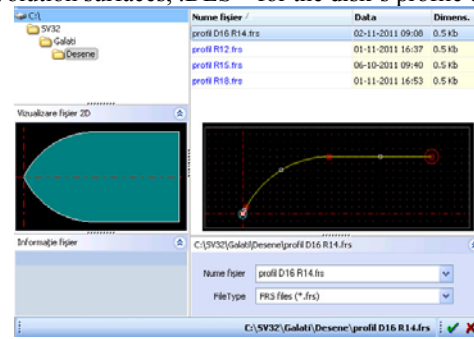 olution surfaces,
for the disk's profile
C:\
SV32
Galati
Desene
Nume fişier / Data Dimens.
profil D16 R14.frs 02-11-2011 09:08 0.5 kb
profil R12.frs 01-11-2011 16:37 0.5 kb
profil R15.frs 06-10-2011 09:40 0.5 kb
profil R18.frs 01-11-2011 16:53 0.5 kb
Vizualizare fişier 2D
Informaţie fişier
C:\SV32\Galati\Desene\profil D16 R14.frs
Nume fişier profil D16 R14.frs
FileType FRS files (*.frs)
C:\SV32\Galati\Desene\profil D16 R14.frs